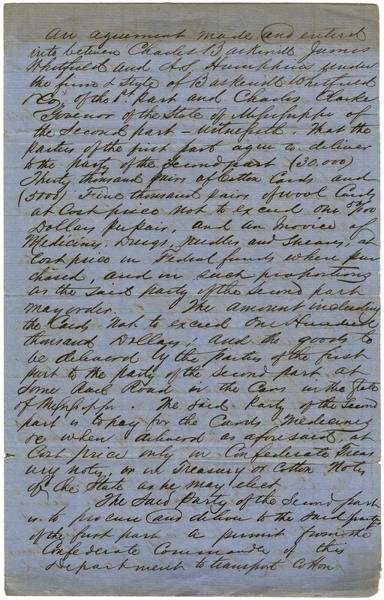 An agreement made and entered
into between Charles Baskervill James
Whitfield and A S Humphries under
the firm & style of Baskervill Whitfield
& Co, of the 1st Part and Charles Clarke
Governor of the State of Mississippi of
the Second part – Witnesseth. That the
parties of the first part agree to deliver
to the party of the Second part (30.000)
Thirty thousand pairs of Cotton Cards and
(5000) Five thousand pairs of wool Cards
at Cost price not to exceed One 50/100
Dollars Per pair, and an Invoice of
Medicines, Drugs, needles, and Shears, at
Cost price in Federal funds where pur
chased, and in such proportions
as the Said party of the Second part
may order. The amount including
the Cards, Not to exceed One Hundred
thousand Dollars; and the goods to
be delivered by the parties of the first
part to the party of the Second part at
Some Rail Road in the Cars in the State
of Mississippi. The said Party of the Second
part is to pay for the Cards, Medicines
&c when delivered as aforesaid, at
Cost price only in Confederate Treas
ury notes, or in Treasury or Cotton Notes
of the State as he may elect
The Said Party of the Second part
is to procure and deliver to the said party
of the first part a permit from the
Confederate Commander of this
Department to transport Cotton